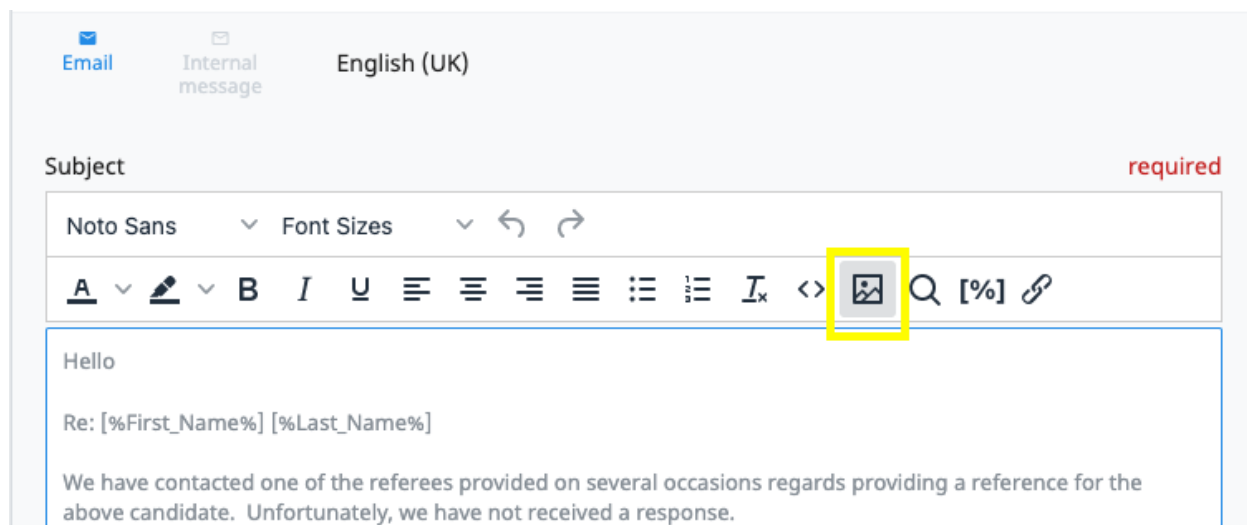 Email
Internal
message
English (UK)
Subject
required
Noto Sans
Font Sizes
A B I U [%]
Hello
Re: [%First_Name%] [%Last_Name%]
We have contacted one of the referees provided on several occasions regards providing a reference for the
above candidate.  Unfortunately, we have not received a response.